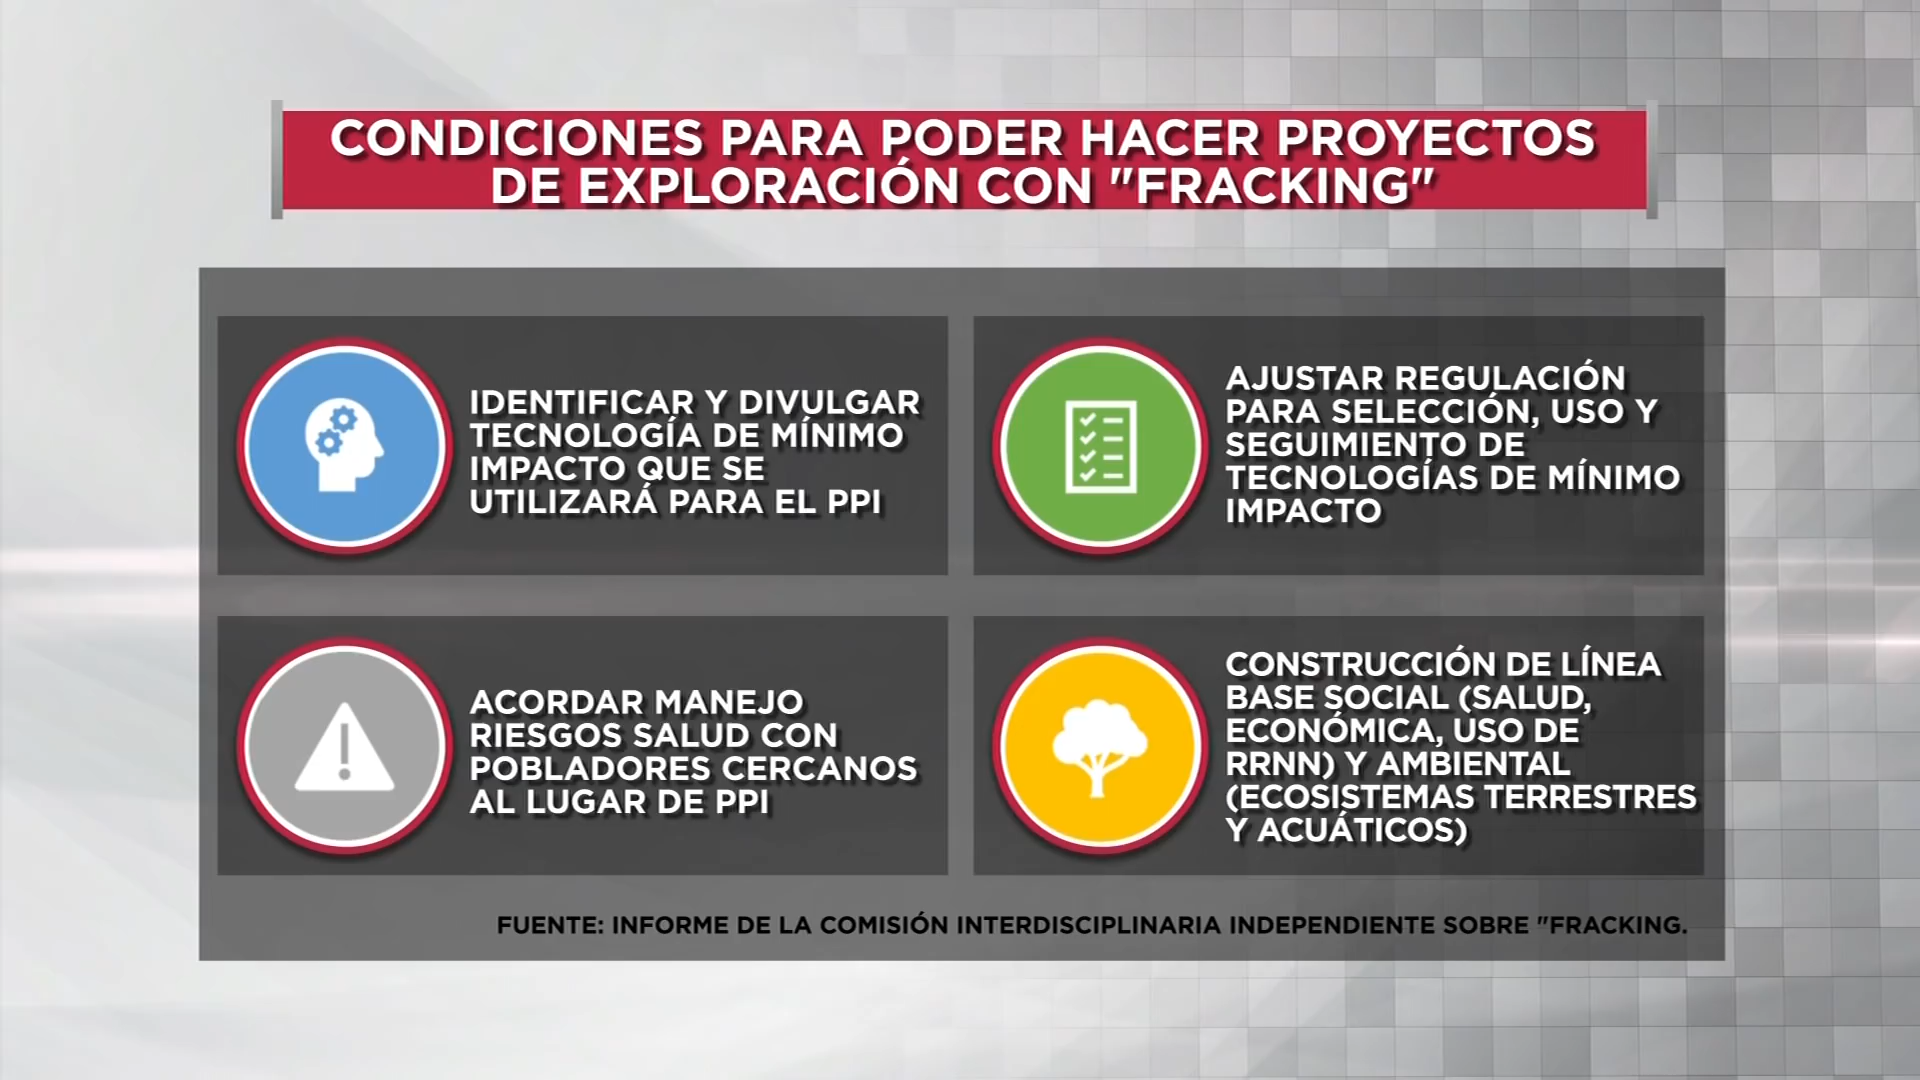 CONDICIONES PARA PODER HACER PROYECTOS
DE EXPLORACIÓN CON "FRACKING"
IDENTIFICAR Y DIVULGAR
TECNOLOGÍA DE MÍNIMO
IMPACTO QUE SE
UTILIZARÁ PARA EL PPI
AJUSTAR REGULACIÓN
PARA SELECCIÓN, USO Y
SEGUIMIENTO DE
TECNOLOGÍAS DE MÍNIMO
IMPACTO
ACORDAR MANEJO
RIESGOS SALUD CON
POBLADORES CERCANOS
AL LUGAR DE PPI
CONSTRUCCIÓN DE LÍNEA
BASE SOCIAL (SALUD,
ECONÓMICA, USO DE
RRNN) Y AMBIENTAL
(ECOSISTEMAS TERRESTRES
Y ACUÁTICOS)
FUENTE: INFORME DE LA COMISIÓN INTERDISCIPLINARIA INDEPENDIENTE SOBRE "FRACKING.